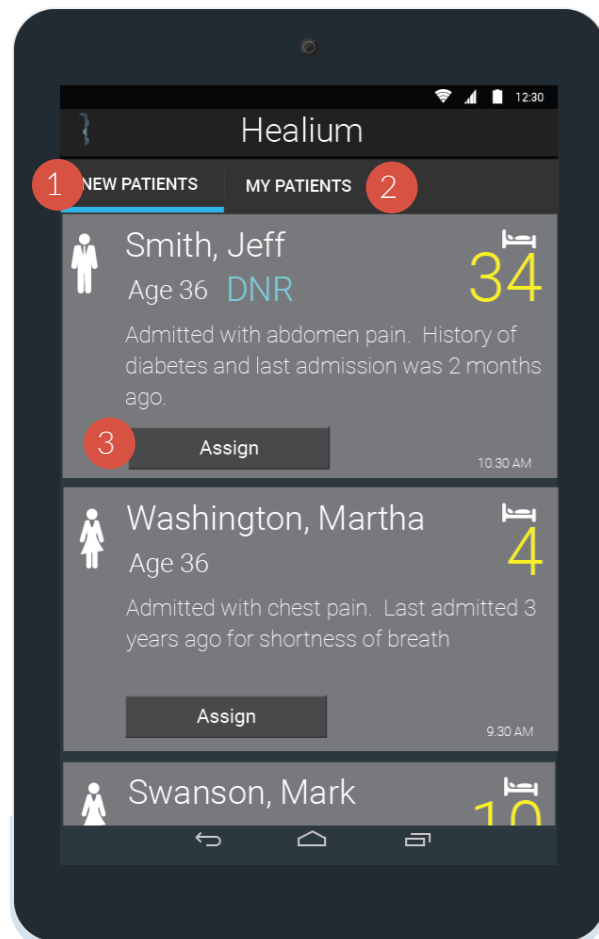 12:30
Healium
1 NEW PATIENTS MY PATIENTS 2
Smith, Jeff
34
Age 36 DNR
Admitted with abdomen pain. History of
diabetes and last admission was 2 months
ago.
3 Assign
10.30 AM
Washington, Martha
4
Age 36
Admitted with chest pain. Last admitted 3
years ago for shortness of breath
Assign
9.30 AM
Swanson, Mark
10